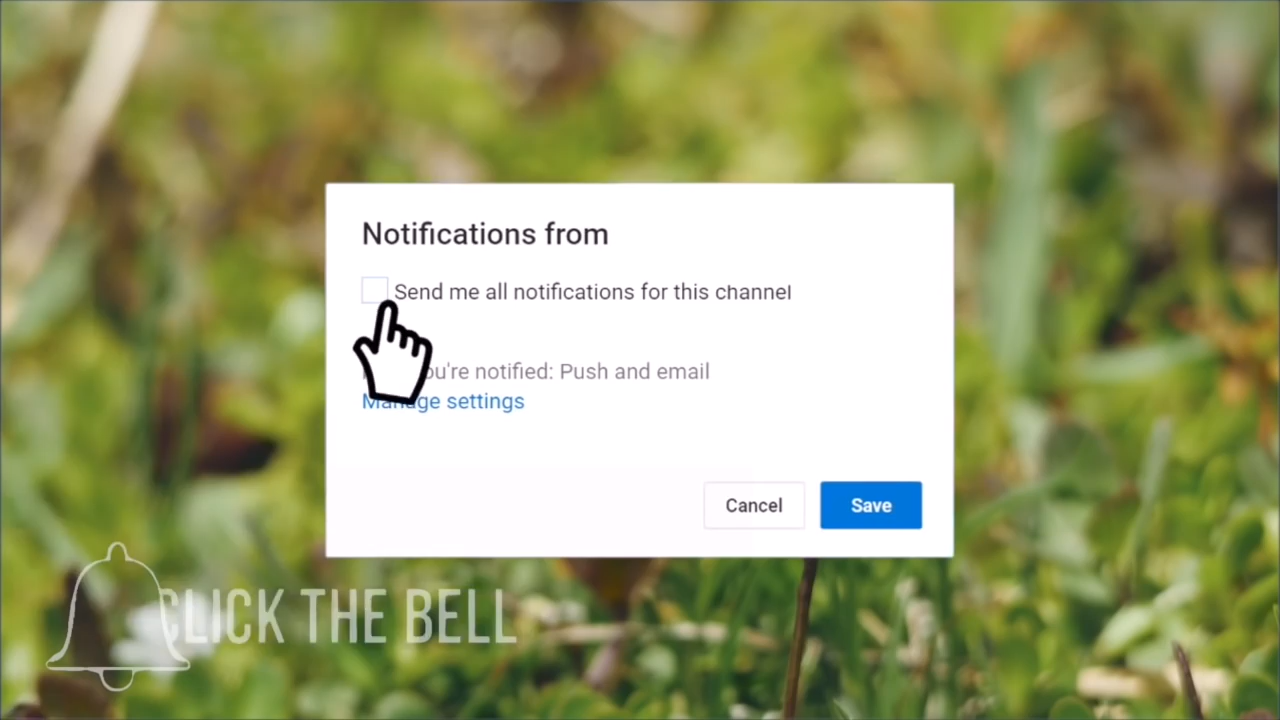 Notifications from
Send me all notifications for this channel
you're notified: Push and email
Manage settings
Cancel
Save
CLICK THE BELL